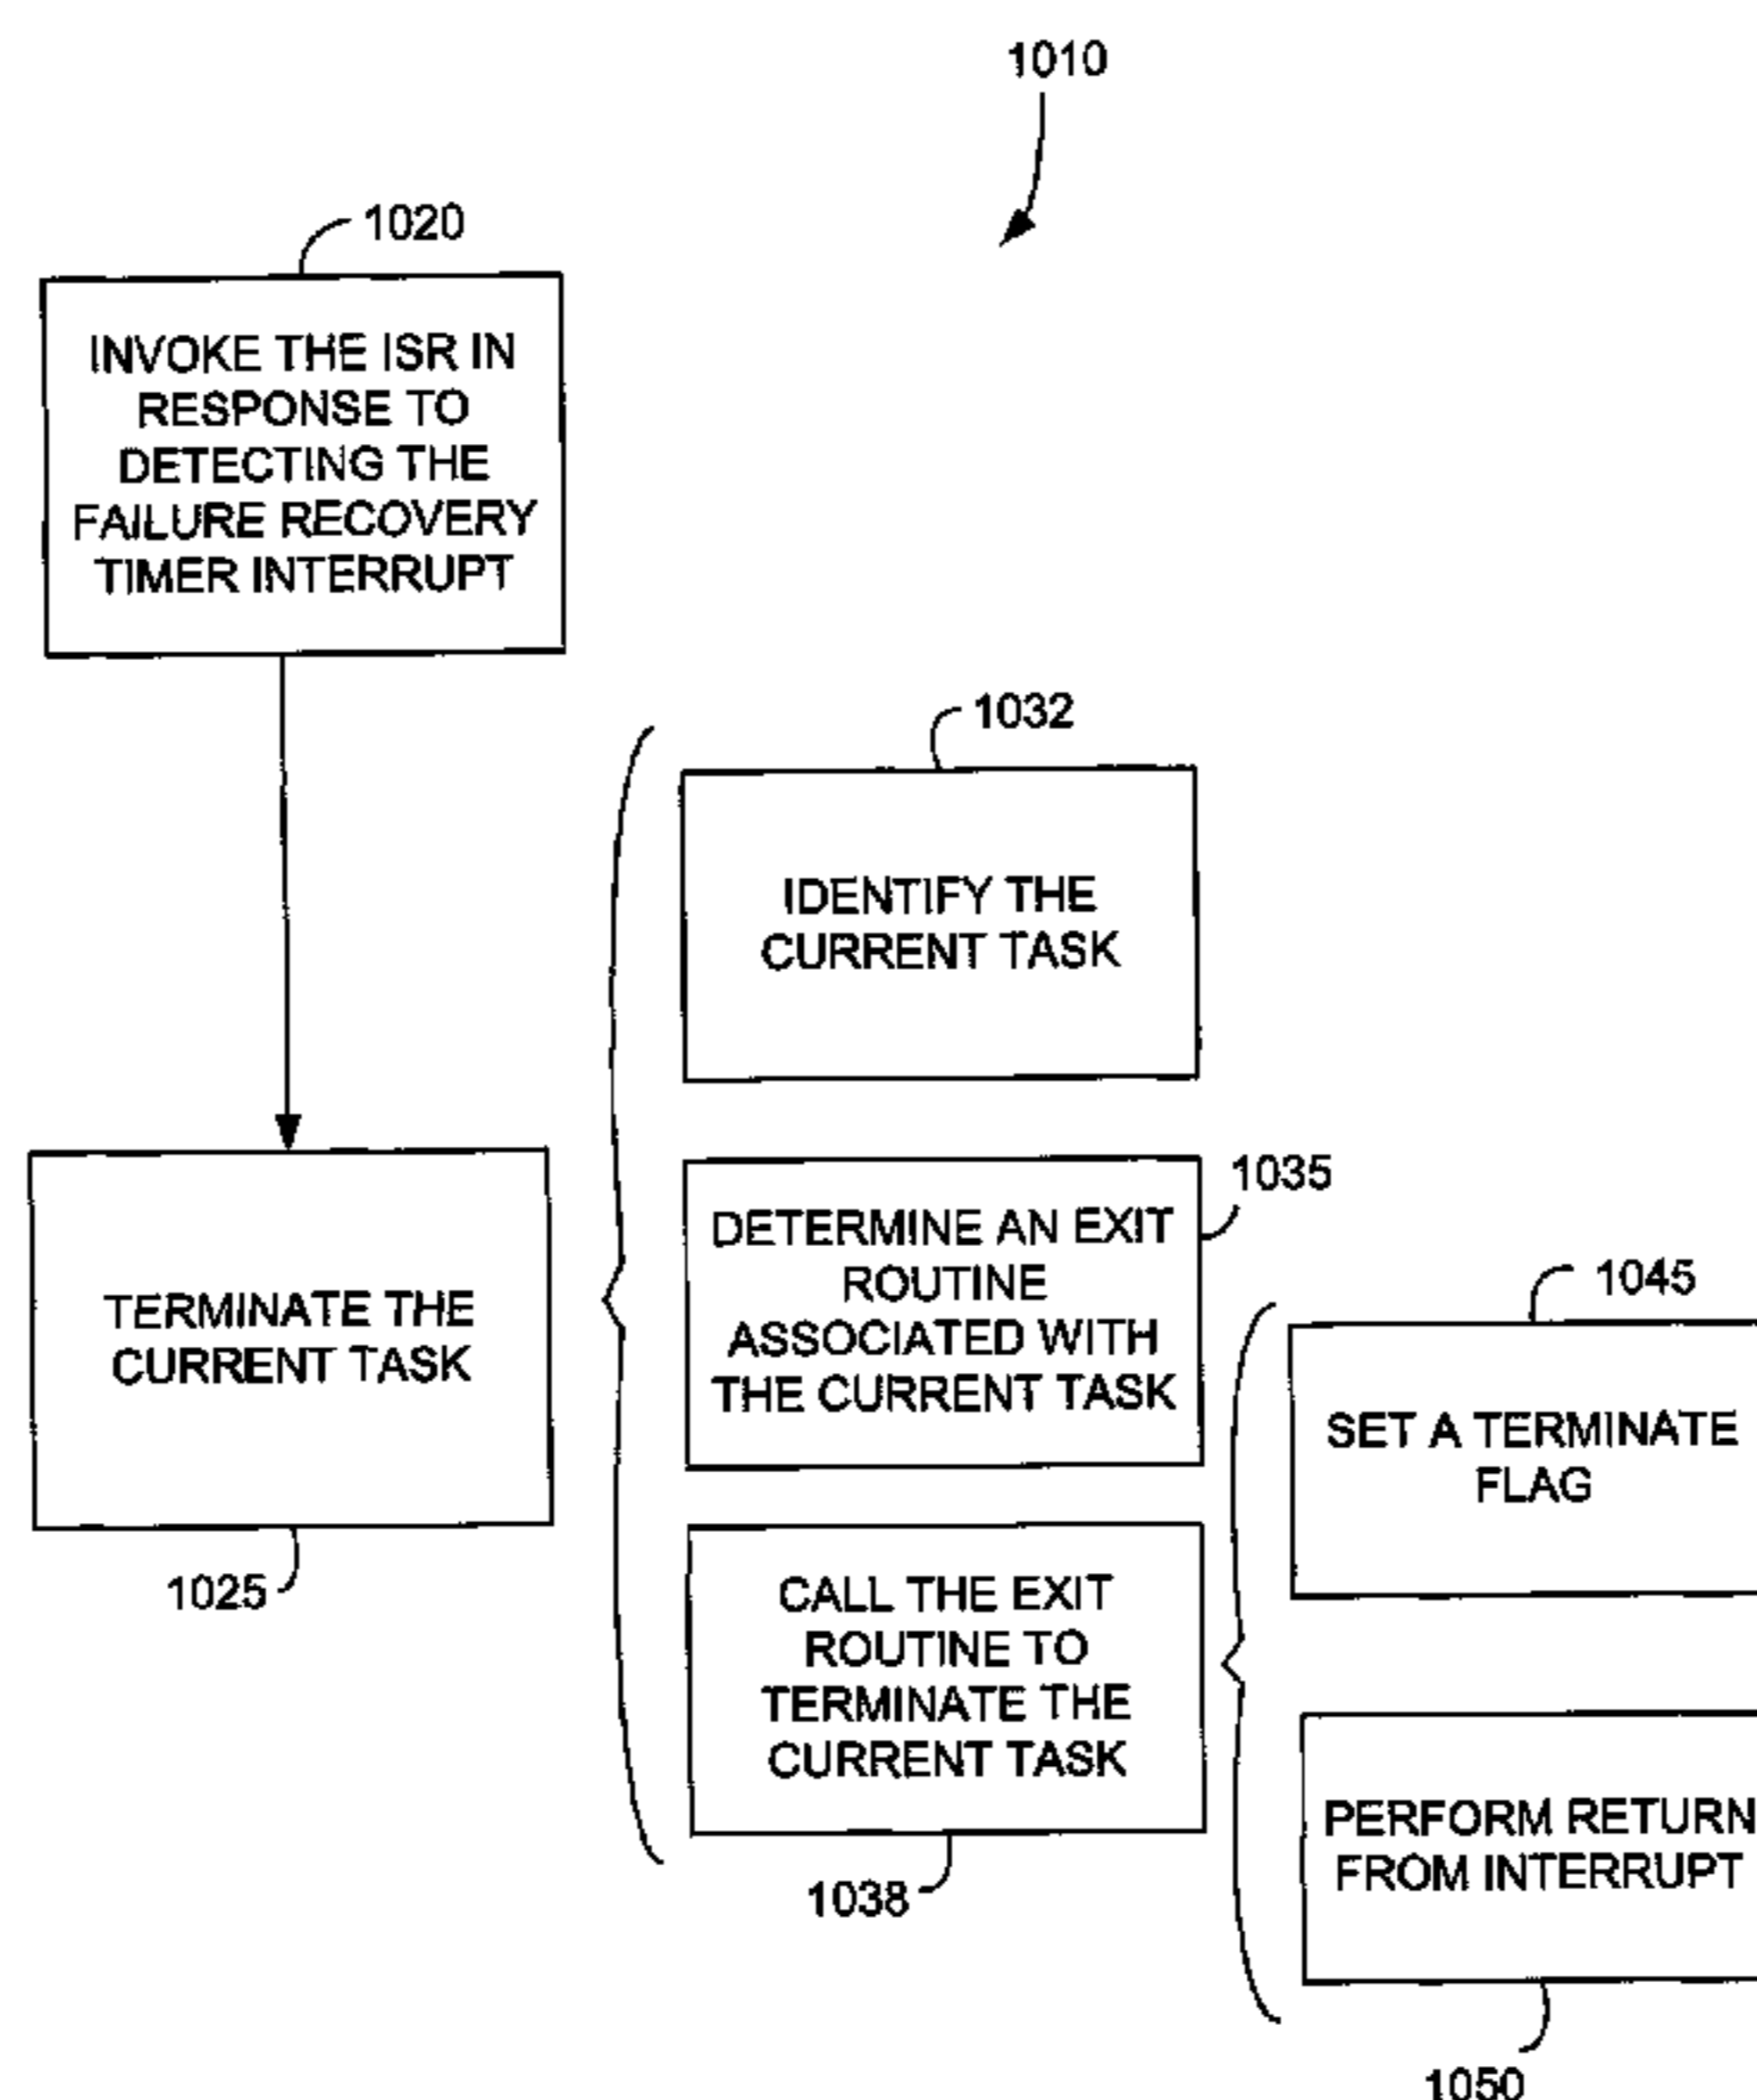 1010
1020
INVOKE THE ISR IN
RESPONSE TO
DETECTING THE
FAILURE RECOVERY
TIMER INTERRUPT
1032
IDENTIFY THE
CURRENT TASK
1035
DETERMINE AN EXIT
ROUTINE
ASSOCIATED WITH
THE CURRENT TASK
TERMINATE THE
CURRENT TASK
1025
1045
SET A TERMINATE
FLAG
CALL THE EXIT
ROUTINE TO
TERMINATE THE
CURRENT TASK
1038
PERFORM RETURN
FROM INTERRUPT
1050